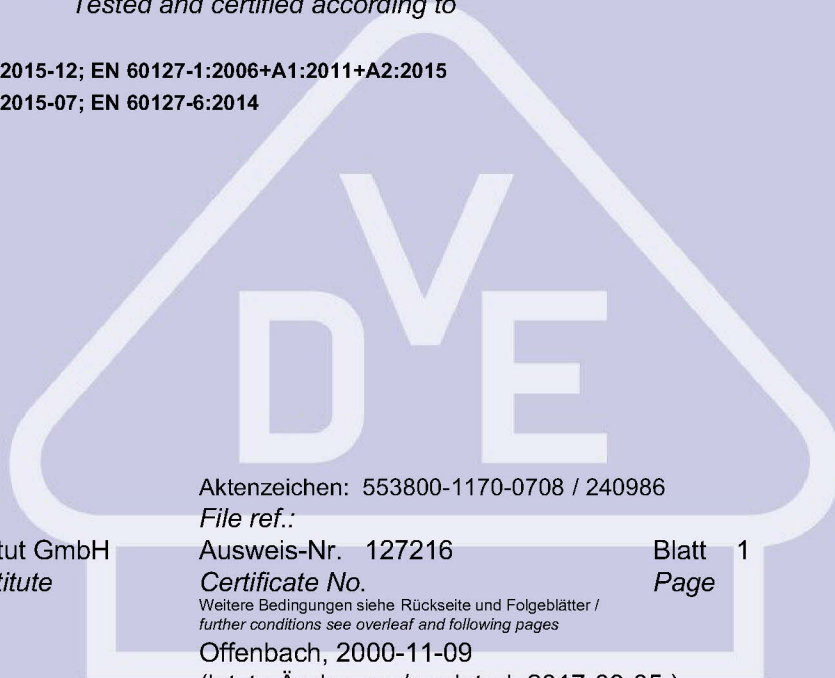 Tested and certified according to
2015-12; EN 60127-1:2006+A1:2011+A2:2015
2015-07; EN 60127-6:2014
VDE
Aktenzeichen: 553800-1170-0708 / 240986
File ref.:
tut GmbH Ausweis-Nr. 127216 Blatt 1
titute Certificate No. Page
Weitere Bedingungen siehe Rückseite und Folgeblätter /
further conditions see overleaf and following pages
Offenbach, 2000-11-09